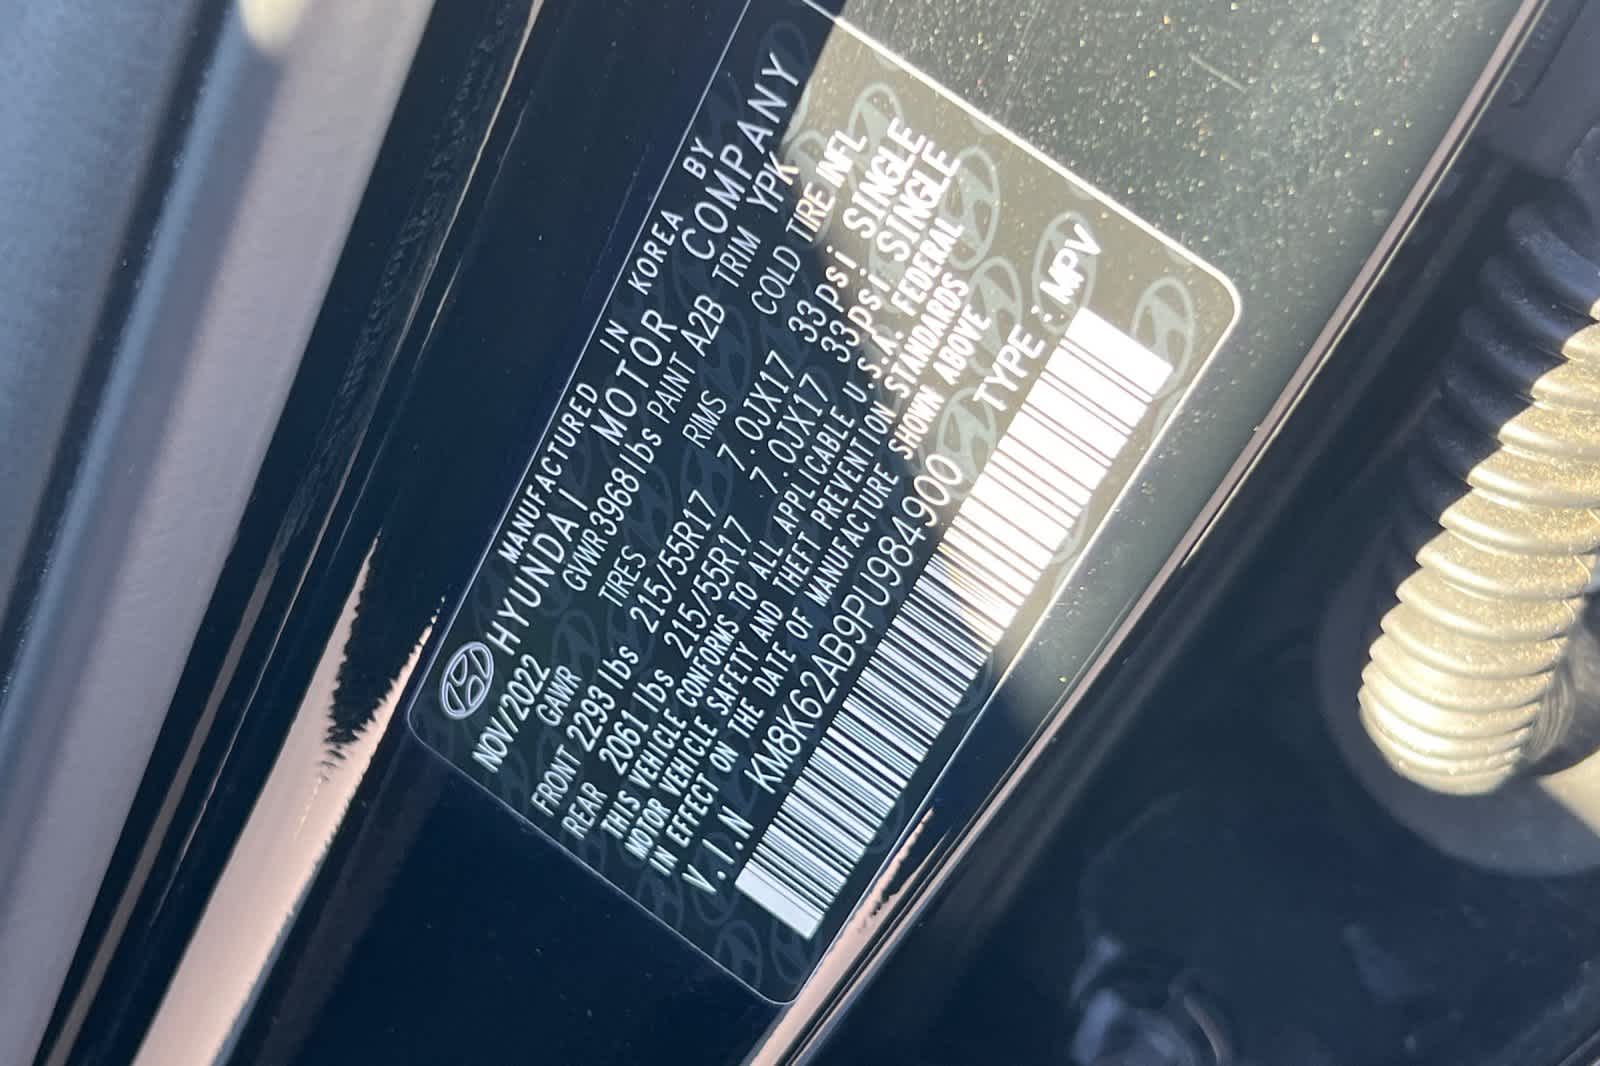 MANUFACTURED IN KOREA BY
HYUNDAI MOTOR COMPANY
NOV/2022 GVWR 3968 lbs PAINT A2B TRIM YPK
GAWR TIRES RIMS COLD TIRE INFL
FRONT 2293 lbs 215/55R17 7.0JX17 33psi SINGLE
REAR 2061 lbs 215/55R17 7.0JX17 33psi SINGLE
THIS VEHICLE CONFORMS TO ALL APPLICABLE U.S.A. FEDERAL
MOTOR VEHICLE SAFETY AND THEFT PREVENTION STANDARDS
IN EFFECT ON THE DATE OF MANUFACTURE SHOWN ABOVE
V.I.N KM8K62AB9PU984900 TYPE : MPV